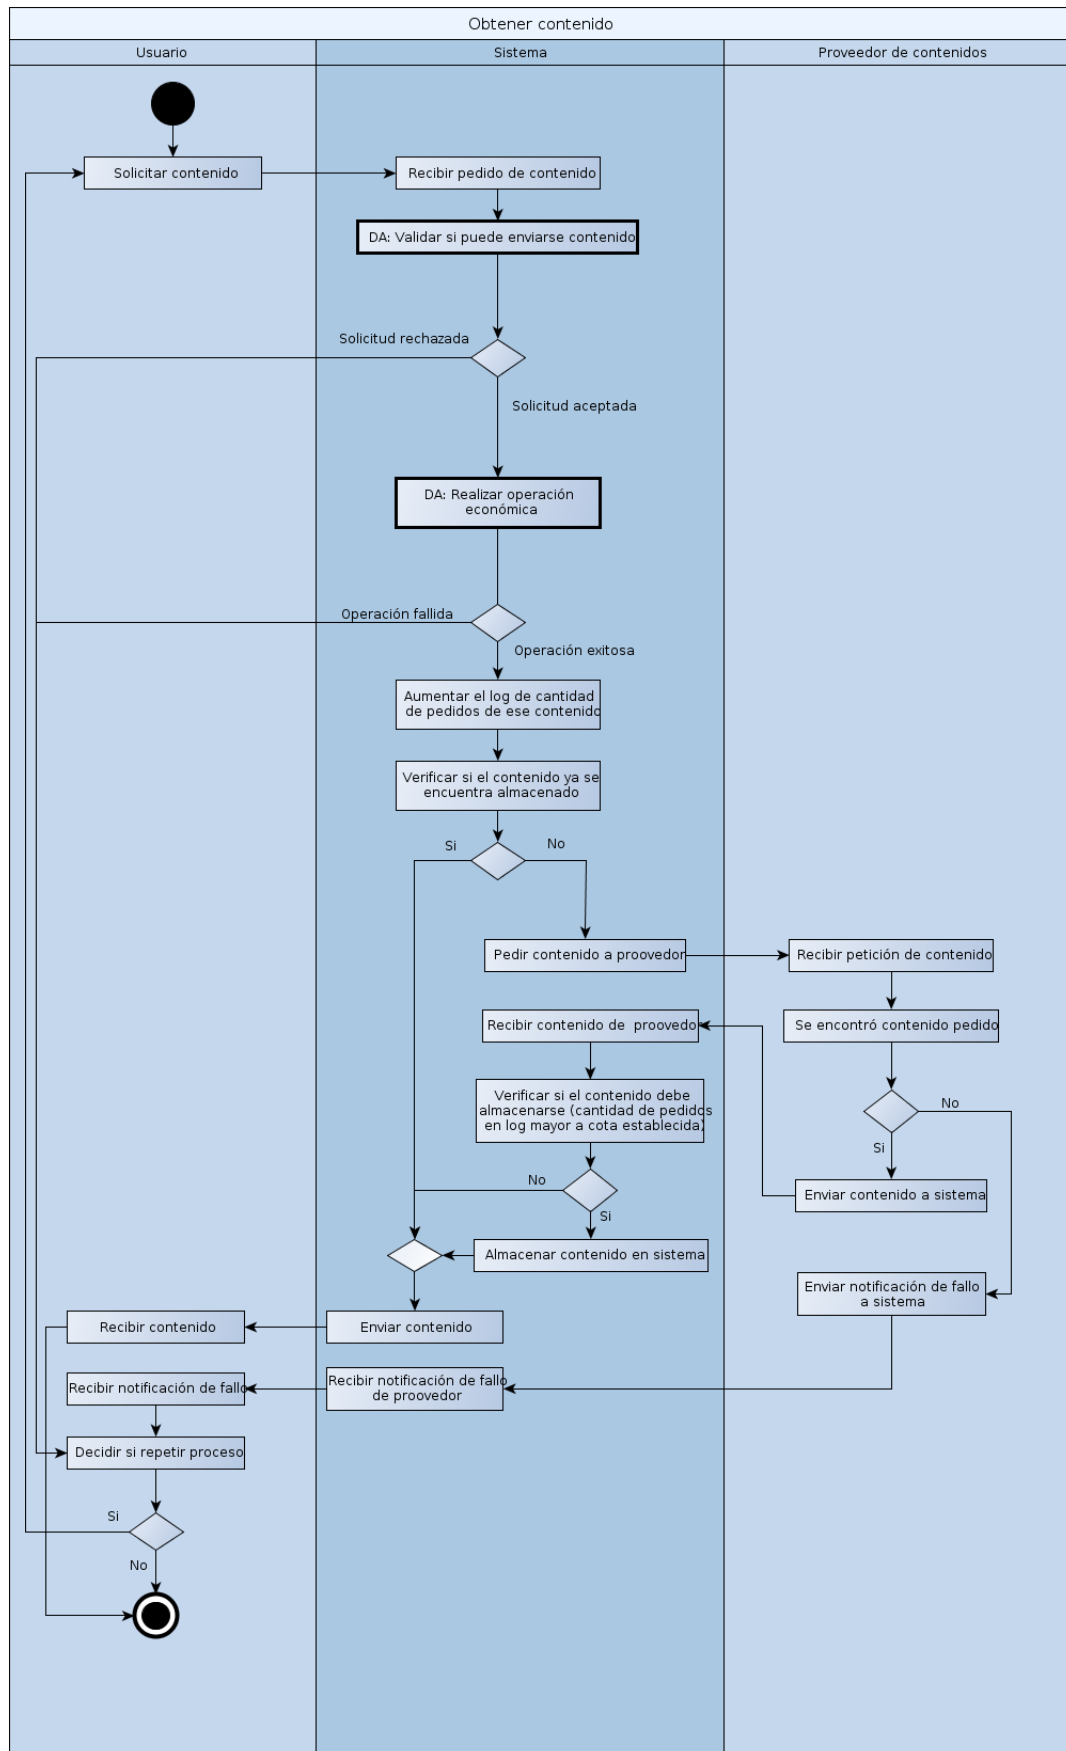 Obtener contenido
Usuario
Sistema
Proveedor de contenidos
Solicitar contenido
Recibir pedido de contenido
DA: Validar si puede enviarse contenido
Solicitud rechazada
Solicitud aceptada
DA: Realizar operación
económica
Operación fallida
Operación exitosa
Aumentar el log de cantidad
de pedidos de ese contenido
Verificar si el contenido ya se
encuentra almacenado
Si
No
Pedir contenido a proovedor
Recibir petición de contenido
Recibir contenido de proovedor
Se encontró contenido pedido
Verificar si el contenido debe
almacenarse (cantidad de pedidos
en log mayor a cota establecida)
No
Si
No
Si
Enviar contenido a sistema
Almacenar contenido en sistema
Enviar notificación de fallo
a sistema
Recibir contenido
Enviar contenido
Recibir notificación de fallo
Recibir notificación de fallo
de proovedor
Decidir si repetir proceso
Si
No